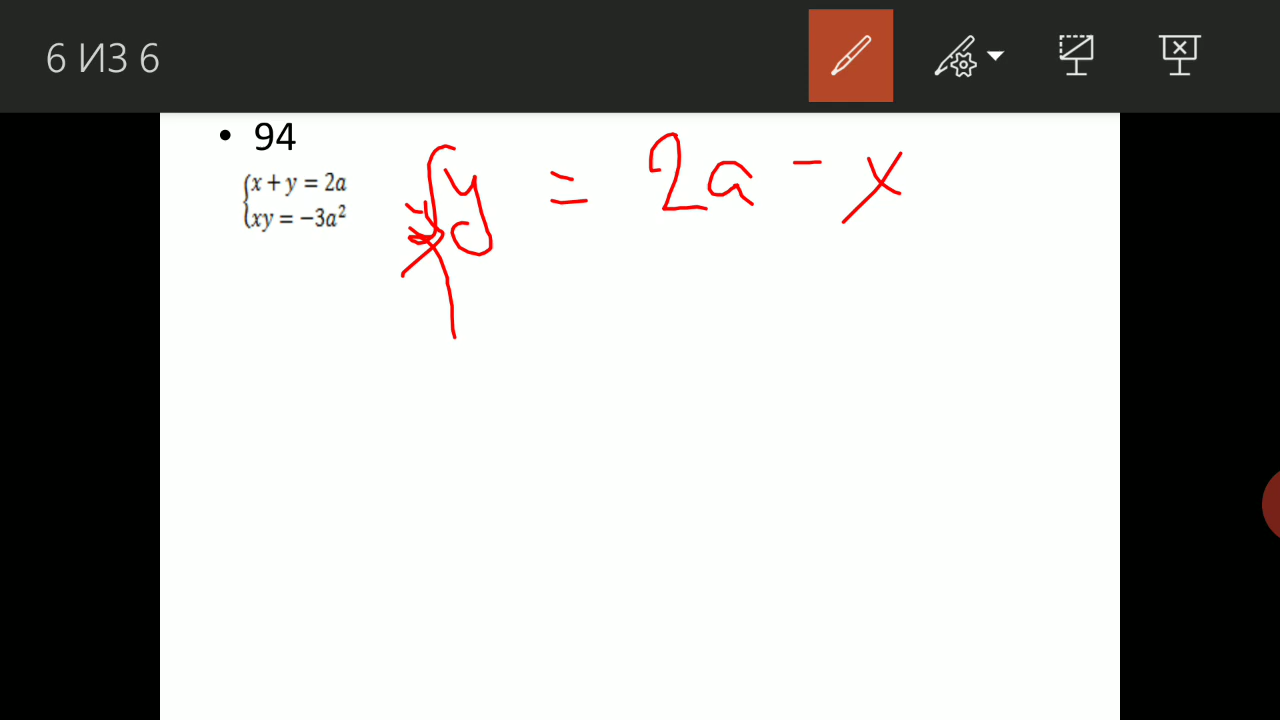 6 ИЗ 6
• 94
x + y = 2a
xy = −3a²
y = 2a - x